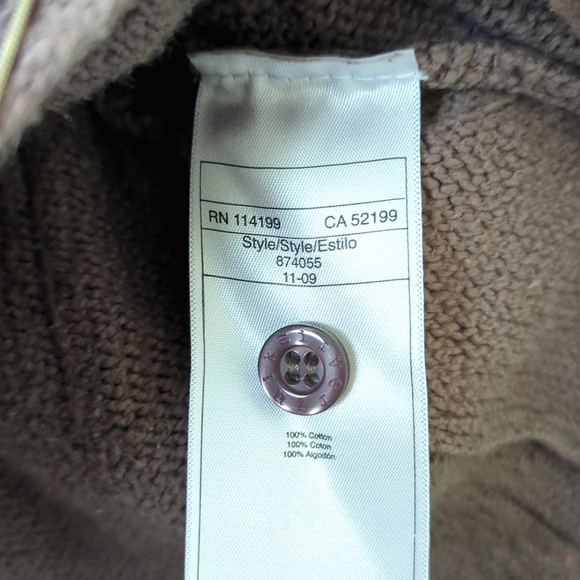 RN 114199 CA 52199
Style/Style/Estilo
874055
11-09
100% Cotton
100% Coton
100% Algodón